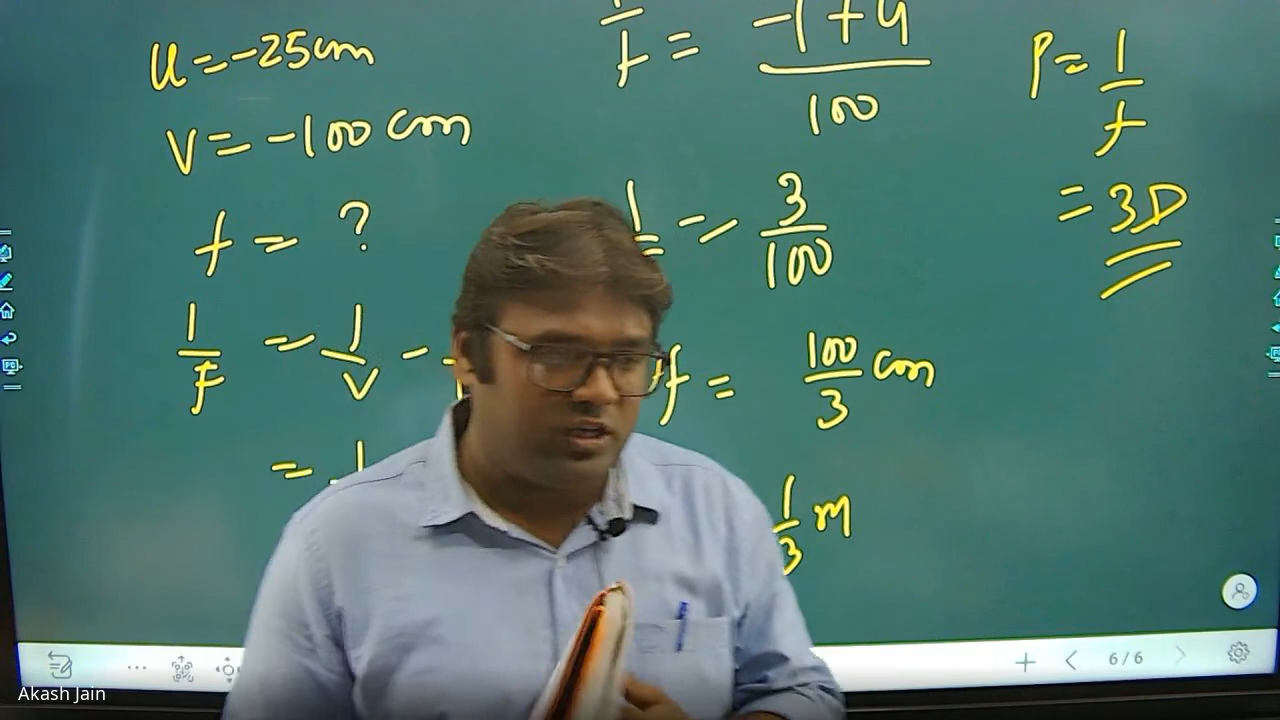 u = -25 cm
v = -100 cm
f = ?
1/F = 1/v -
= 1
1/f = -1+4/100
1 = 3/100
f = 100/3 cm
1/3 m
P = 1/f
= 3D
6/6
Akash Jain